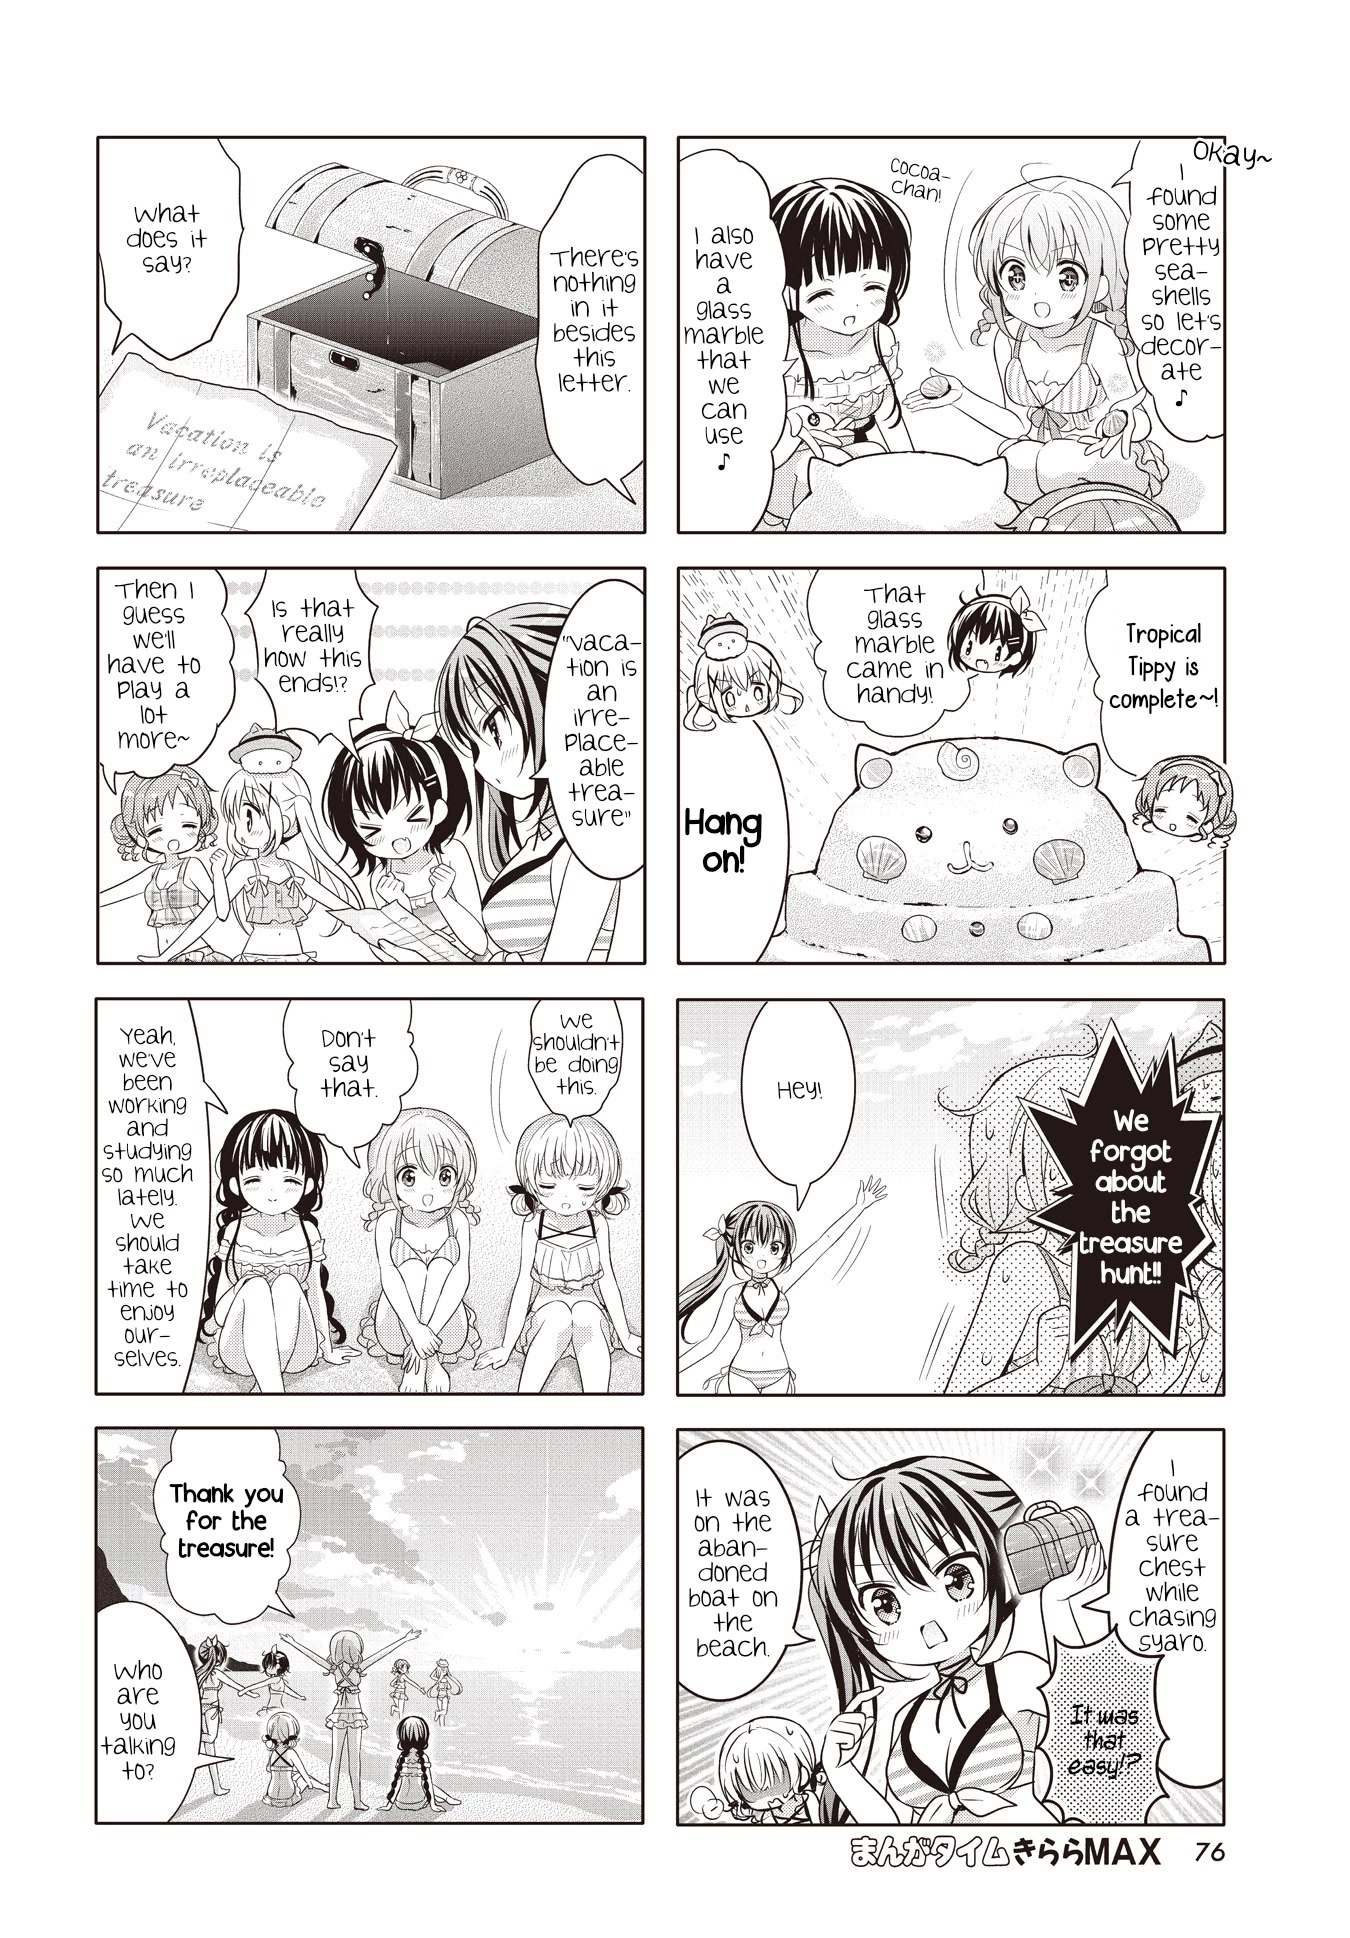 Okay~
I
found
some
pretty
sea-
shells
so let's
decor-
ate
♪
Cocoa-
chan!
I also
have
a
glass
marble
that
we
can
use
♪
Tropical
Tippy is
complete~!
That
glass
marble
came in
handy!
Hang
on!
We
forgot
about
the
treasure
hunt!!
Hey!
I
found
a trea-
sure
chest
while
chasing
Syaro.
It was
that
easy!?
It was
on the
aban-
doned
boat on
the
beach.
There's
nothing
in it
besides
this
letter.
What
does it
say?
Vacation is
an irreplaceable
treasure
"Vaca-
tion is
an
irre-
place-
able
trea-
sure"
Is that
really
how this
ends!?
Then I
guess
we'll
have to
play a
lot
more~
We
shouldn't
be doing
this.
Don't
say
that.
Yeah,
we've
been
working
and
studying
so much
lately.
We
should
take
time to
enjoy
our-
selves.
Thank you
for the
treasure!
Who
are
you
talking
to?
まんがタイムきららMAX 76